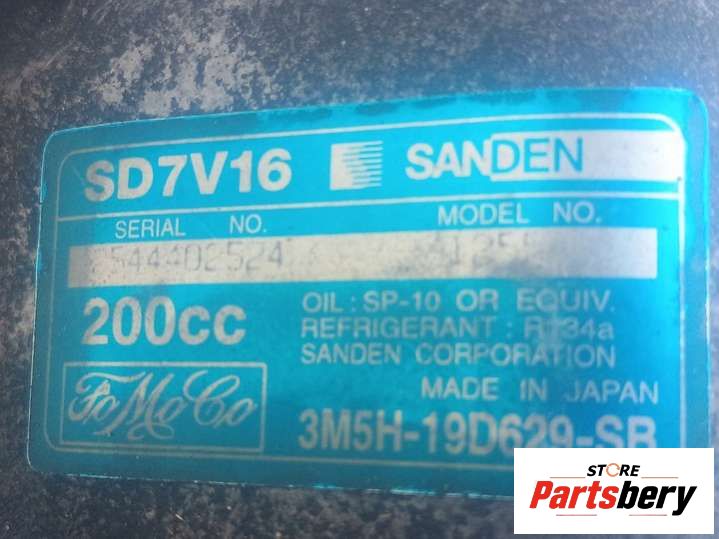 SD7V16 SANDEN
SERIAL NO. MODEL NO.
200cc
OIL : SP-10 OR EQUIV.
REFRIGERANT : R134a
SANDEN CORPORATION
FoMoCo
MADE IN JAPAN
3M5H-19D629-SB
STORE
Partsbery